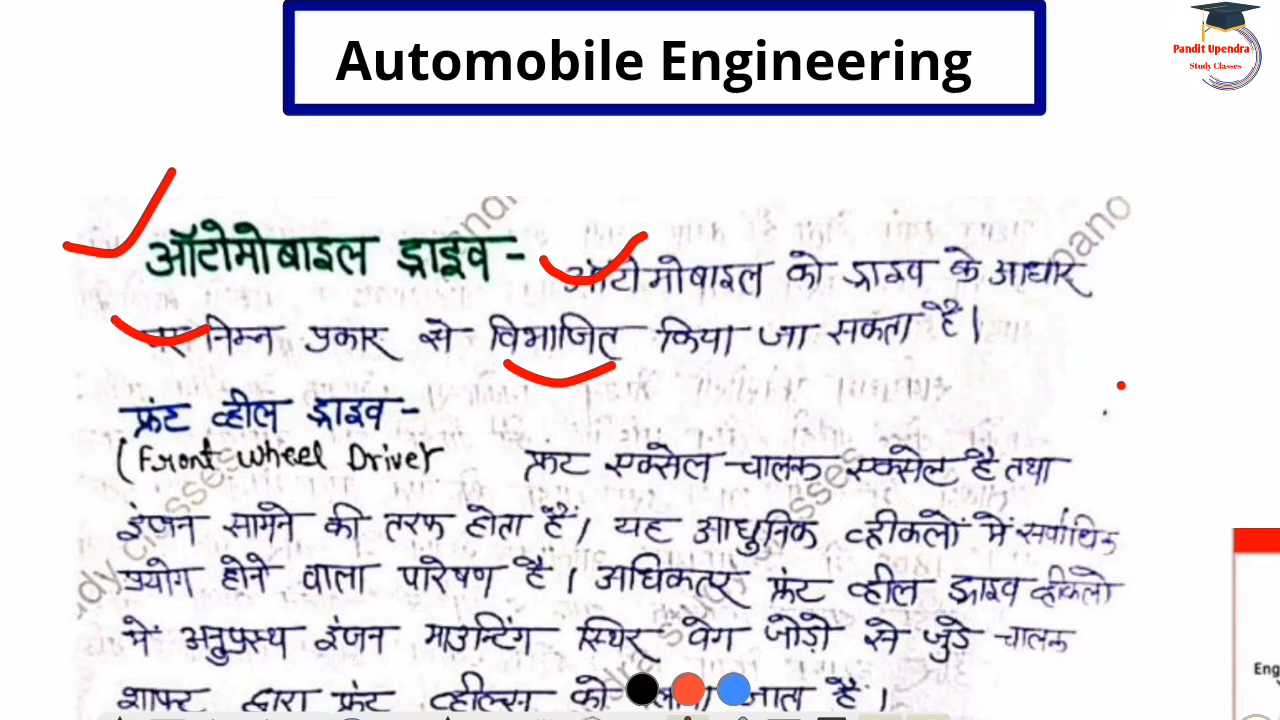 Automobile Engineering
Pandit Upendra
Study Classes
ऑटोमोबाइल ड्राइव - ऑटोमोबाइल को ड्राइव के आधार
पर निम्न प्रकार से विभाजित किया जा सकता है।
फ्रंट व्हील ड्राइव -
(Front wheel Drive) फ्रंट एक्सेल चालक एक्सेल है तथा
इंजन सामने की तरफ होता है। यह आधुनिक व्हीकलों में सर्वाधिक
प्रयोग होने वाला पारेषण है। अधिकतर फ्रंट व्हील ड्राइव व्हीकलो
में अनुप्रस्थ इंजन माउन्टिंग स्थिर वेग जोड़ो से जुड़े चालक
शाफ्ट द्वारा फ्रंट व्हील्स को जाता है।
Eng